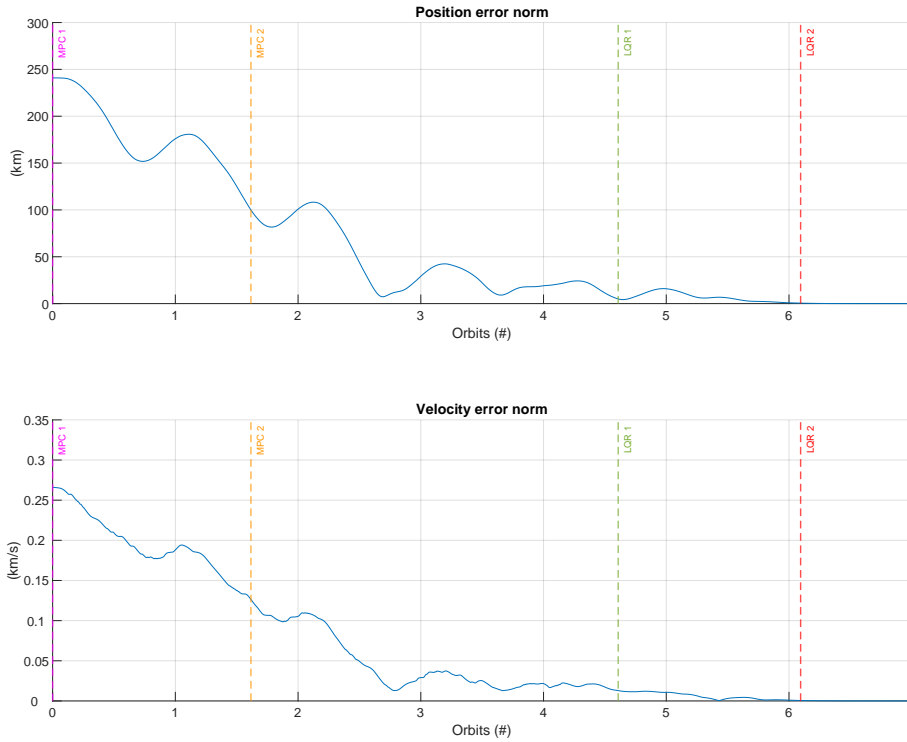 Position error norm
300
250
200
150
100
50
0
(km)
MPC 1
MPC 2
LQR 1
LQR 2
0 1 2 3 4 5 6
Orbits (#)
Velocity error norm
0.35
0.3
0.25
0.2
0.15
0.1
0.05
0
(km/s)
MPC 1
MPC 2
LQR 1
LQR 2
0 1 2 3 4 5 6
Orbits (#)